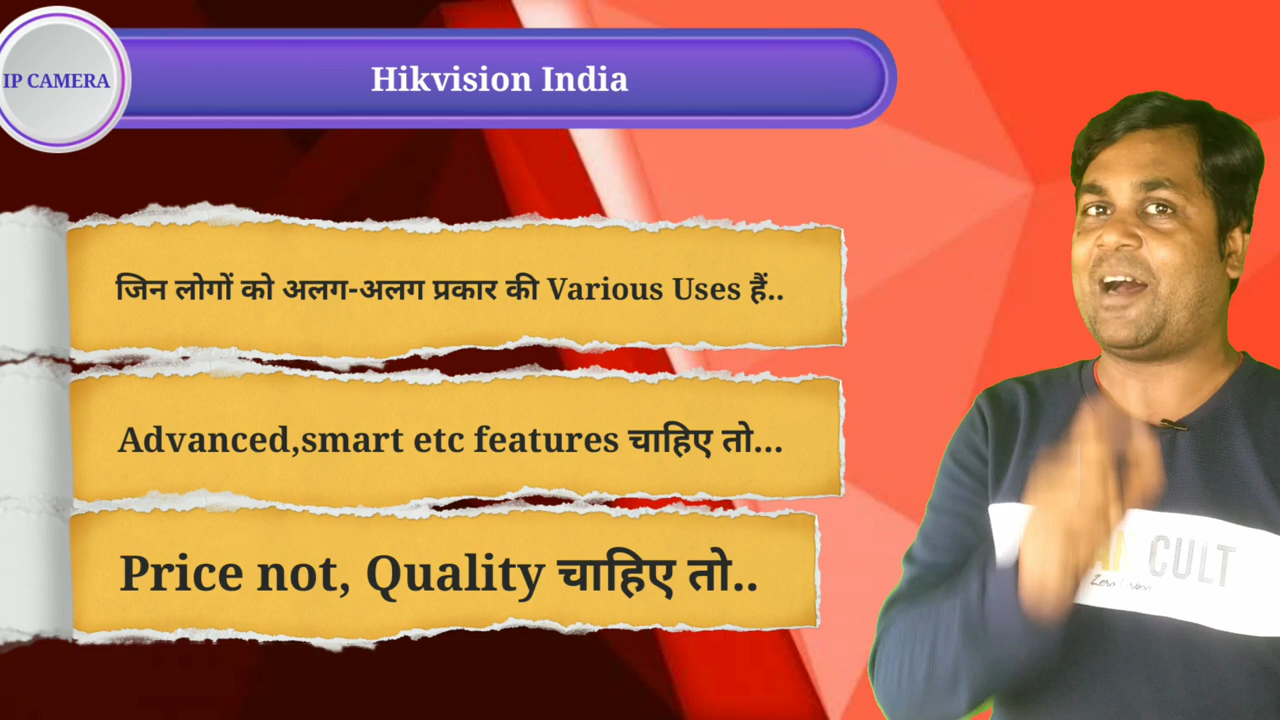 IP CAMERA
Hikvision India
जिन लोगों को अलग-अलग प्रकार की Various Uses हैं..
Advanced,smart etc features चाहिए तो...
Price not, Quality चाहिए तो..
CULT